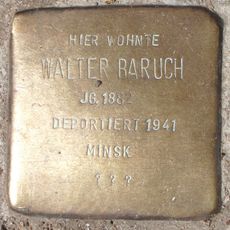 HIER WOHNTE
WALTER BARUCH
JG. 1882
DEPORTIERT 1941
MINSK
? ? ?